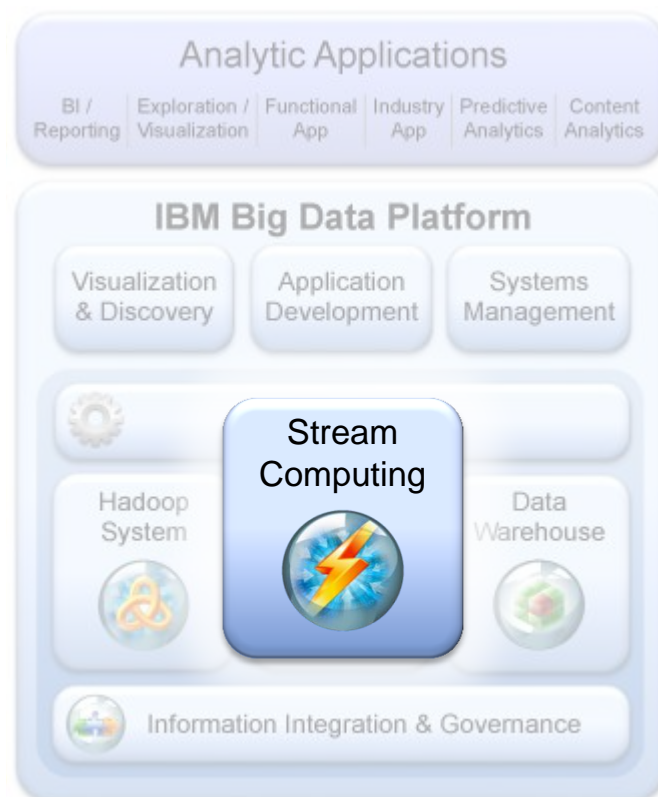 Analytic Applications
BI /
Reporting
Exploration /
Visualization
Functional
App
Industry
App
Predictive
Analytics
Content
Analytics
IBM Big Data Platform
Visualization
& Discovery
Application
Development
Systems
Management
Stream
Computing
Hadoop
System
Data
Warehouse
Information Integration & Governance